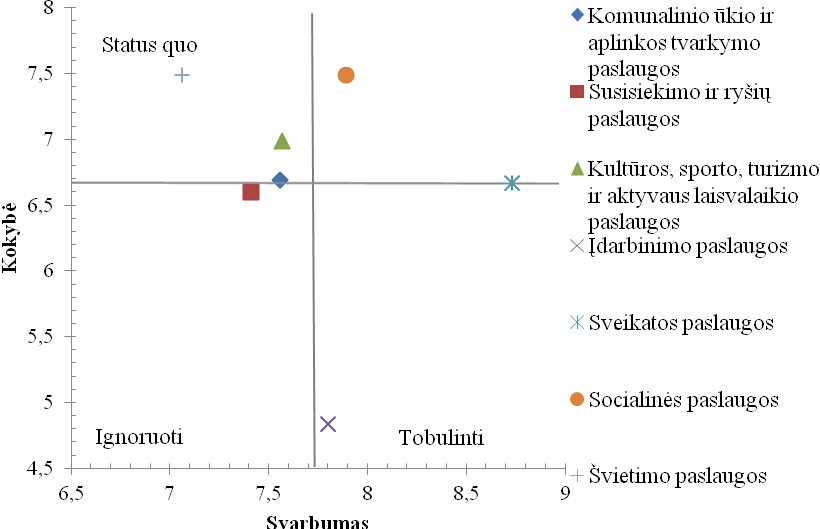 8
7,5
7
6,5
6
5,5
5
4,5
Kokybė
Status quo
Ignoruoti
Tobulinti
6,5 7 7,5 8 8,5 9
Svarbumas
Komunalinio ūkio ir
aplinkos tvarkymo
paslaugos
Susisiekimo ir ryšių
paslaugos
Kultūros, sporto, turizmo
ir aktyvaus laisvalaikio
paslaugos
Įdarbinimo paslaugos
Sveikatos paslaugos
Socialinės paslaugos
Švietimo paslaugos